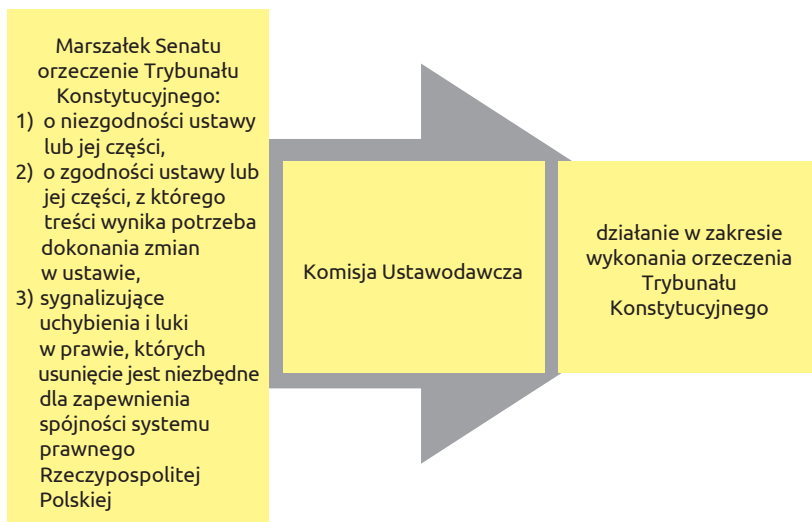 Marszałek Senatu
orzeczenie Trybunału
Konstytucyjnego:
1) o niezgodności ustawy
lub jej części,
2) o zgodności ustawy lub
jej części, z którego
treści wynika potrzeba
dokonania zmian
w ustawie,
3) sygnalizujące
uchybienia i luki
w prawie, których
usunięcie jest niezbędne
dla zapewnienia
spójności systemu
prawnego
Rzeczypospolitej
Polskiej
Komisja Ustawodawcza
działanie w zakresie
wykonania orzeczenia
Trybunału
Konstytucyjnego